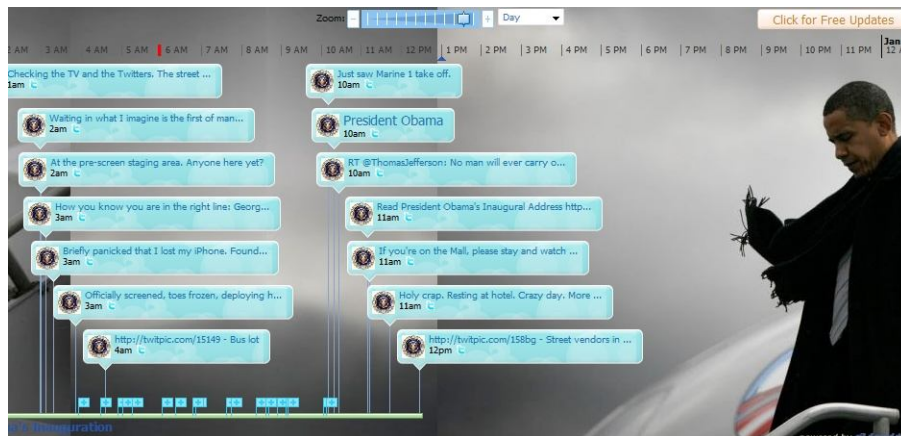 Zoom:
Day
Click for Free Updates
AM 3 AM 4 AM 5 AM 6 AM 7 AM 8 AM 9 AM 10 AM 11 AM 12 PM 1 PM 2 PM 3 PM 4 PM 5 PM 6 PM 7 PM 8 PM 9 PM 10 PM 11 PM Jan
12
Checking the TV and the Twitters. The street ...
1am
Waiting in what I imagine is the first of man...
2am
At the pre-screen staging area. Anyone here yet?
2am
How you know you are in the right line: Georg...
3am
Briefly panicked that I lost my iPhone. Found...
3am
Officially screened, toes frozen, deploying h...
3am
http://twitpic.com/15149 - Bus lot
4am
Just saw Marine 1 take off.
10am
President Obama
10am
RT @ThomasJefferson: No man will ever carry o...
10am
Read President Obama's Inaugural Address http...
11am
If you're on the Mall, please stay and watch ...
11am
Holy crap. Resting at hotel. Crazy day. More ...
11am
http://twitpic.com/158bg - Street vendors in ...
12pm
Inauguration